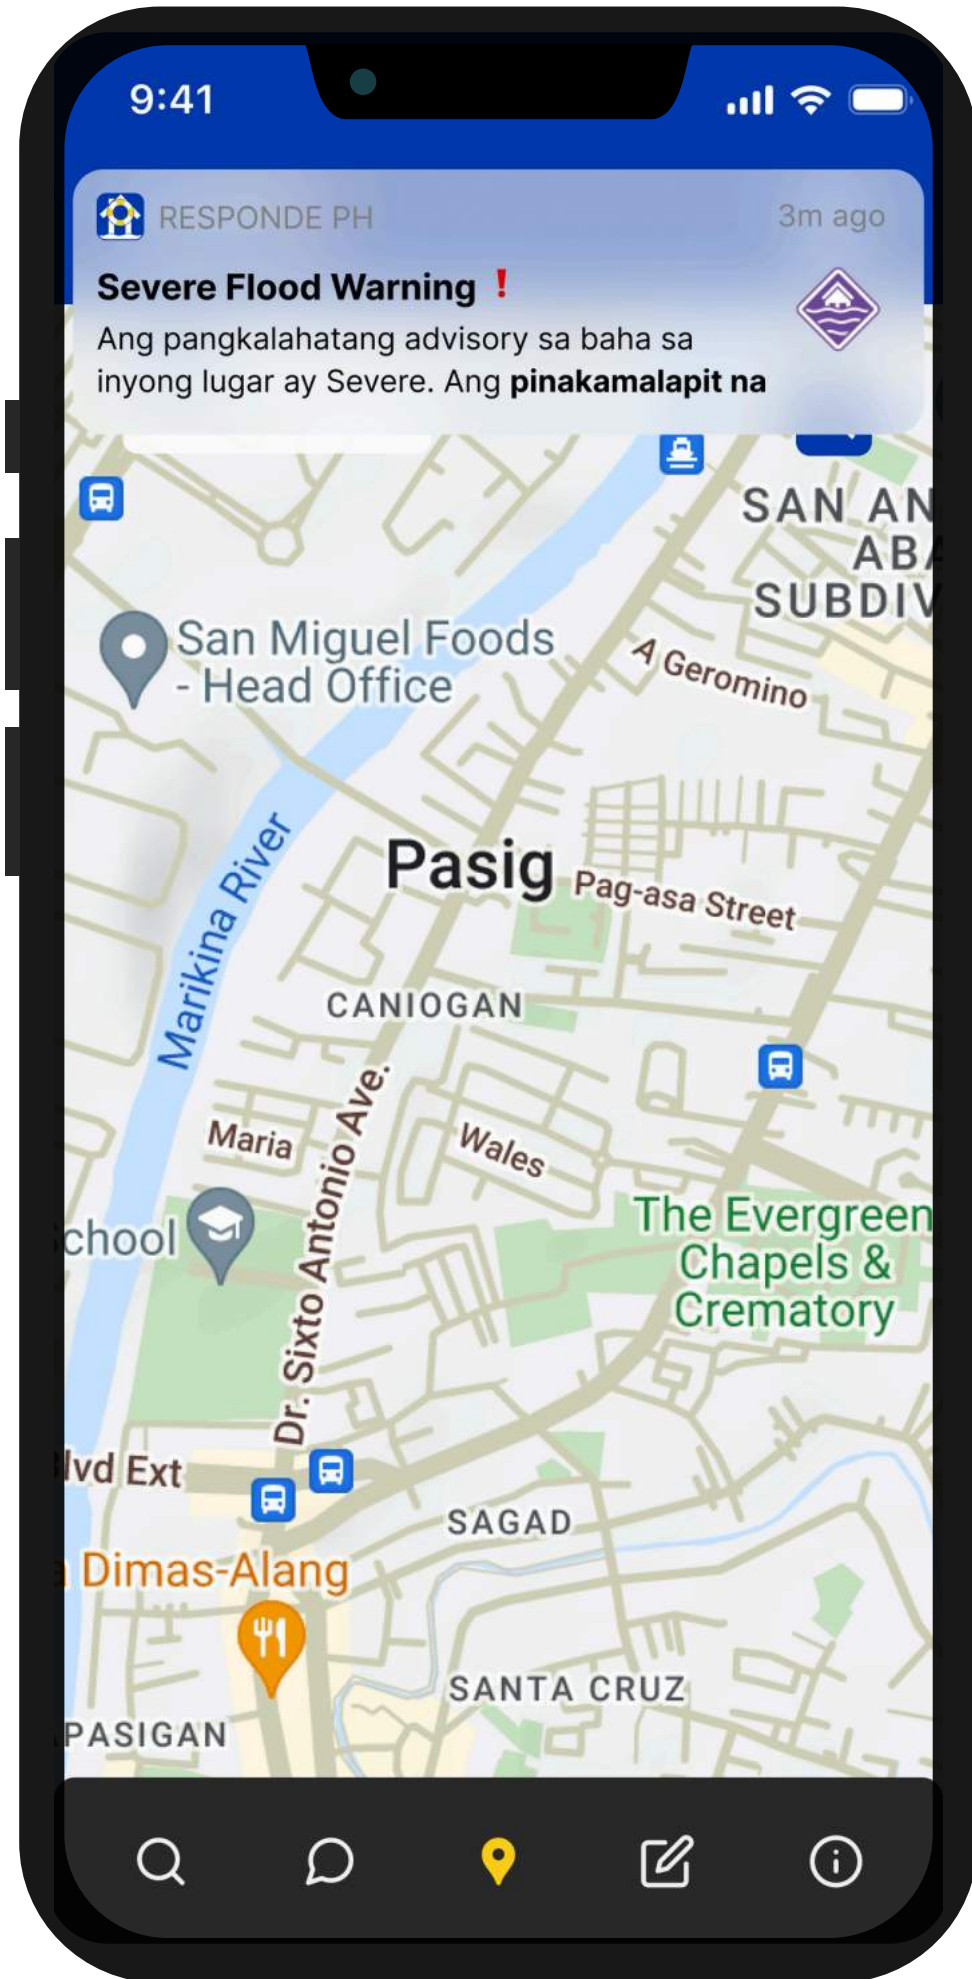 9:41
RESPONDE PH
3m ago
Severe Flood Warning❗
Ang pangkalahatang advisory sa baha sa
inyong lugar ay Severe. Ang pinakamalapit na
SAN AN
ABA
SUBDIV
San Miguel Foods
- Head Office
A Geromino
Marikina River
Pasig
Pag-asa Street
CANIOGAN
Dr. Sixto Antonio Ave.
Maria
Wales
chool
The Evergreen
Chapels &
Crematory
lvd Ext
SAGAD
a Dimas-Alang
SANTA CRUZ
PASIGAN